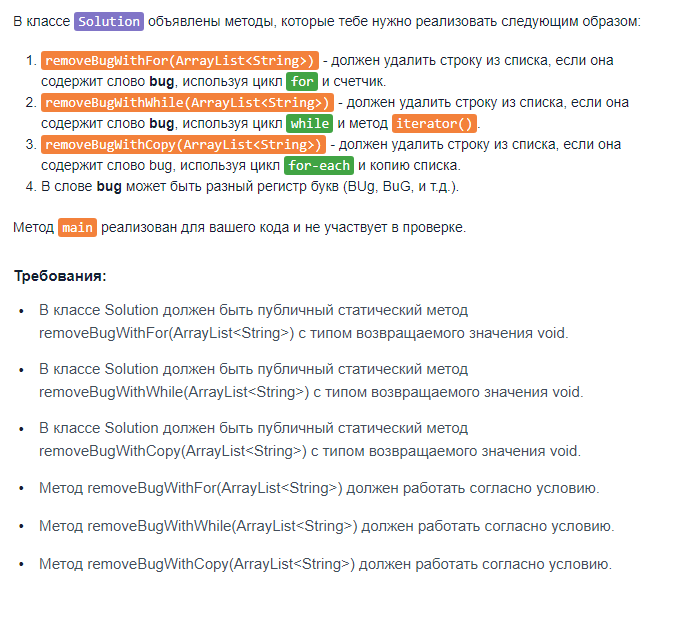 В классе Solution объявлены методы, которые тебе нужно реализовать следующим образом:
1. removeBugWithFor(ArrayList<String>) - должен удалить строку из списка, если она
содержит слово bug, используя цикл for и счетчик.
2. removeBugWithWhile(ArrayList<String>) - должен удалить строку из списка, если она
содержит слово bug, используя цикл while и метод iterator().
3. removeBugWithCopy(ArrayList<String>) - должен удалить строку из списка, если она
содержит слово bug, используя цикл for-each и копию списка.
4. В слове bug может быть разный регистр букв (BUg, BuG, и т.д.).
Метод main реализован для вашего кода и не участвует в проверке.
Требования:
• В классе Solution должен быть публичный статический метод
removeBugWithFor(ArrayList<String>) с типом возвращаемого значения void.
• В классе Solution должен быть публичный статический метод
removeBugWithWhile(ArrayList<String>) с типом возвращаемого значения void.
• В классе Solution должен быть публичный статический метод
removeBugWithCopy(ArrayList<String>) с типом возвращаемого значения void.
• Метод removeBugWithFor(ArrayList<String>) должен работать согласно условию.
• Метод removeBugWithWhile(ArrayList<String>) должен работать согласно условию.
• Метод removeBugWithCopy(ArrayList<String>) должен работать согласно условию.